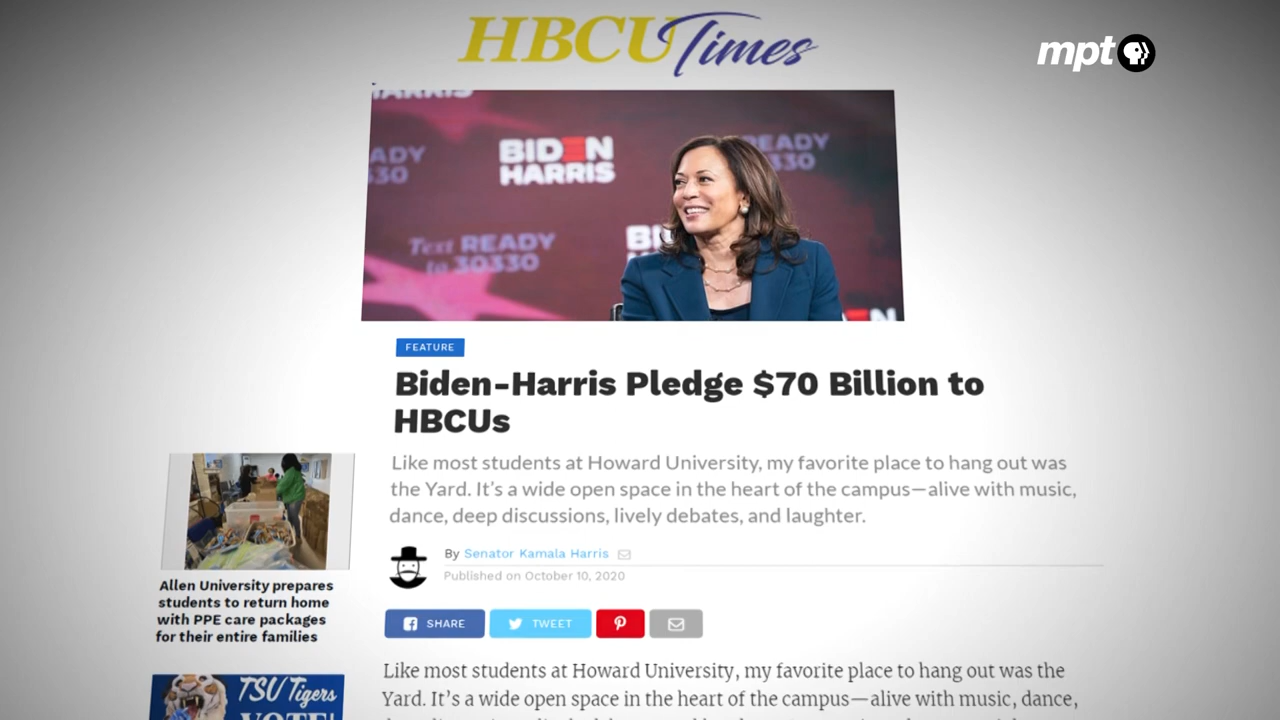 HBCU Times
mpt
HARRIS
ADY
330
BIDEN
HARRIS
READY
330
Text READY
to 30330
FEATURE
Biden-Harris Pledge $70 Billion to
HBCUs
Like most students at Howard University, my favorite place to hang out was
the Yard. It's a wide open space in the heart of the campus—alive with music,
dance, deep discussions, lively debates, and laughter.
By Senator Kamala Harris
Published on October 10, 2020
SHARE TWEET
Allen University prepares
students to return home
with PPE care packages
for their entire families
TSU Tigers
VOTE!
Like most students at Howard University, my favorite place to hang out was the
Yard. It's a wide open space in the heart of the campus—alive with music, dance,